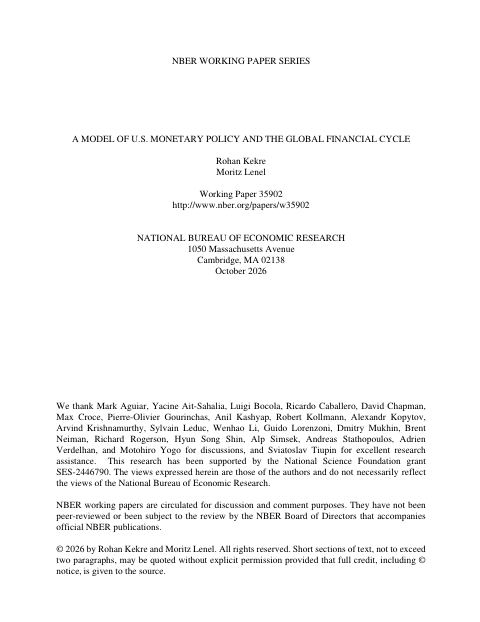 NBER WORKING PAPER SERIES
A MODEL OF U.S. MONETARY POLICY AND THE GLOBAL FINANCIAL CYCLE
Rohan Kekre
Moritz Lenel
Working Paper 35902
http://www.nber.org/papers/w35902
NATIONAL BUREAU OF ECONOMIC RESEARCH
1050 Massachusetts Avenue
Cambridge, MA 02138
October 2026
We thank Mark Aguiar, Yacine Ait-Sahalia, Luigi Bocola, Ricardo Caballero, David Chapman,
Max Croce, Pierre-Olivier Gourinchas, Anil Kashyap, Robert Kollmann, Alexandr Kopytov,
Arvind Krishnamurthy, Sylvain Leduc, Wenhao Li, Guido Lorenzoni, Dmitry Mukhin, Brent
Neiman, Richard Rogerson, Hyun Song Shin, Alp Simsek, Andreas Stathopoulos, Adrien
Verdelhan, and Motohiro Yogo for discussions, and Sviatoslav Tiupin for excellent research
assistance. This research has been supported by the National Science Foundation grant
SES-2446790. The views expressed herein are those of the authors and do not necessarily reflect
the views of the National Bureau of Economic Research.
NBER working papers are circulated for discussion and comment purposes. They have not been
peer-reviewed or been subject to the review by the NBER Board of Directors that accompanies
official NBER publications.
© 2026 by Rohan Kekre and Moritz Lenel. All rights reserved. Short sections of text, not to exceed
two paragraphs, may be quoted without explicit permission provided that full credit, including ©
notice, is given to the source.